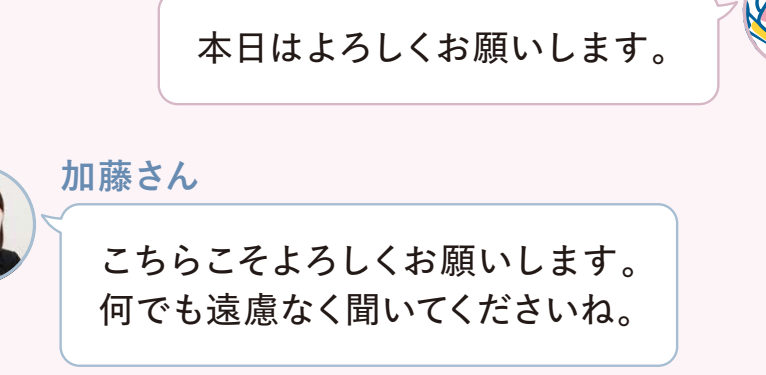 本日はよろしくお願いします。
加藤さん
こちらこそよろしくお願いします。
何でも遠慮なく聞いてくださいね。